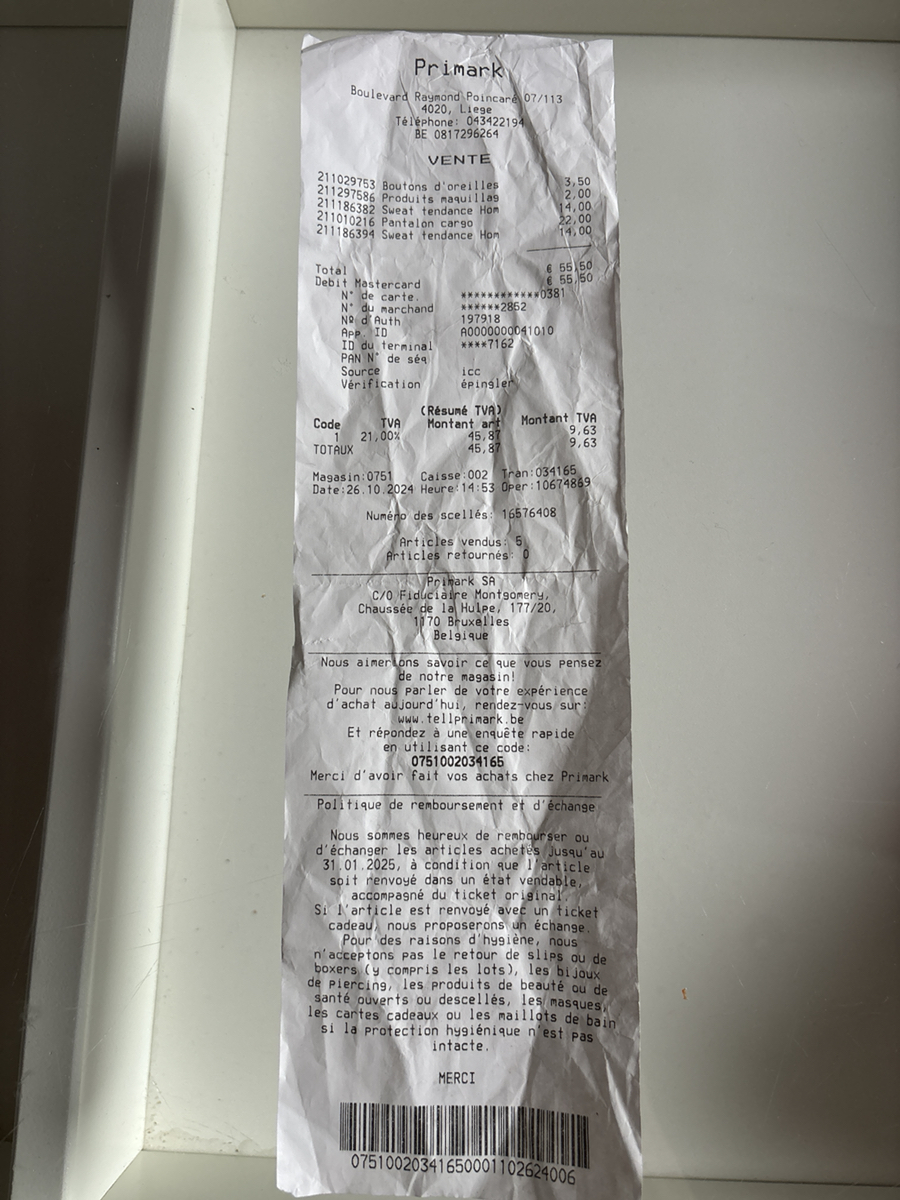 Primark
Boulevard Raymond Poincaré 07/113
4020, Liege
Téléphone: 043422194
BE 0817296264
VENTE
211029753 Boutons d'oreilles 3,50
211297586 Produits maquillag 2,00
211186382 Sweat tendance Hom 14,00
211010216 Pantalon cargo 22,00
211186394 Sweat tendance Hom 14,00
Total € 55,50
Debit Mastercard € 55,50
N° de carte. ************0381
N° du marchand ******2852
Nº d'Auth 197918
App. ID A0000000041010
ID du terminal ****7162
PAN N° de séq
Source icc
Vérification épingler
(Résumé TVA)
Code TVA Montant art Montant TVA
1 21,00% 45,87 9,63
TOTAUX 45,87 9,63
Magasin:0751 Caisse:002 Tran:034165
Date:26.10.2024 Heure:14:53 Oper:10674869
Numéro des scellés: 16576408
Articles vendus: 5
Articles retournés: 0
Primark SA
C/O Fiduciaire Montgomery,
Chaussée de la Hulpe, 177/20,
1170 Bruxelles
Belgique
Nous aimerions savoir ce que vous pensez
de notre magasin!
Pour nous parler de votre expérience
d'achat aujourd'hui, rendez-vous sur:
www.tellprimark.be
Et répondez à une enquête rapide
en utilisant ce code:
0751002034165
Merci d'avoir fait vos achats chez Primark
Politique de remboursement et d'échange
Nous sommes heureux de rembourser ou
d'échanger les articles achetés jusqu'au
31.01.2025, à condition que l'article
soit renvoyé dans un état vendable,
accompagné du ticket original.
Si l'article est renvoyé avec un ticket
cadeau, nous proposerons un échange.
Pour des raisons d'hygiène, nous
n'acceptons pas le retour de slips ou de
boxers (y compris les lots), les bijoux
de piercing, les produits de beauté ou de
santé ouverts ou descellés, les masques,
les cartes cadeaux ou les maillots de bain
si la protection hygiénique n'est pas
intacte.
MERCI
07510020341650001102624006